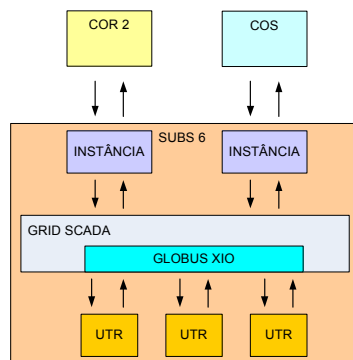 COR 2
COS
SUBS 6
INSTÂNCIA
INSTÂNCIA
GRID SCADA
GLOBUS XIO
UTR
UTR
UTR